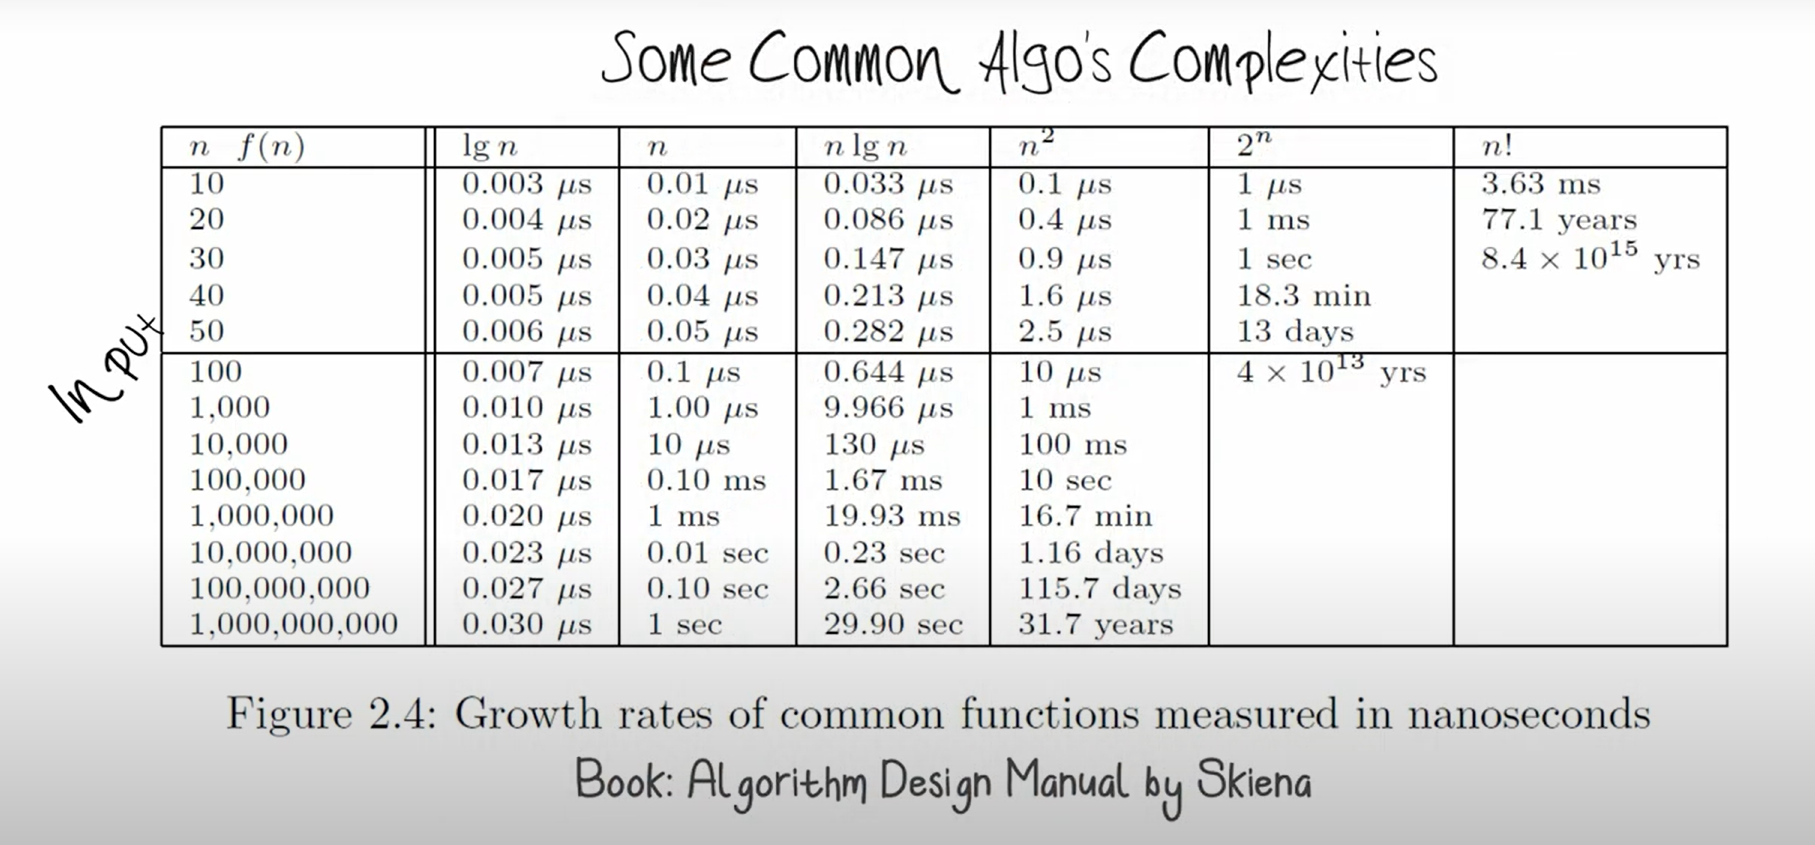 Some Common Algo's Complexities
n f(n) lg n n n lg n n² 2ⁿ n!
10 0.003 µs 0.01 µs 0.033 µs 0.1 µs 1 µs 3.63 ms
20 0.004 µs 0.02 µs 0.086 µs 0.4 µs 1 ms 77.1 years
30 0.005 µs 0.03 µs 0.147 µs 0.9 µs 1 sec 8.4 × 10¹⁵ yrs
40 0.005 µs 0.04 µs 0.213 µs 1.6 µs 18.3 min
50 0.006 µs 0.05 µs 0.282 µs 2.5 µs 13 days
Input
100 0.007 µs 0.1 µs 0.644 µs 10 µs 4 × 10¹³ yrs
1,000 0.010 µs 1.00 µs 9.966 µs 1 ms
10,000 0.013 µs 10 µs 130 µs 100 ms
100,000 0.017 µs 0.10 ms 1.67 ms 10 sec
1,000,000 0.020 µs 1 ms 19.93 ms 16.7 min
10,000,000 0.023 µs 0.01 sec 0.23 sec 1.16 days
100,000,000 0.027 µs 0.10 sec 2.66 sec 115.7 days
1,000,000,000 0.030 µs 1 sec 29.90 sec 31.7 years
Figure 2.4: Growth rates of common functions measured in nanoseconds
Book: Algorithm Design Manual by Skiena